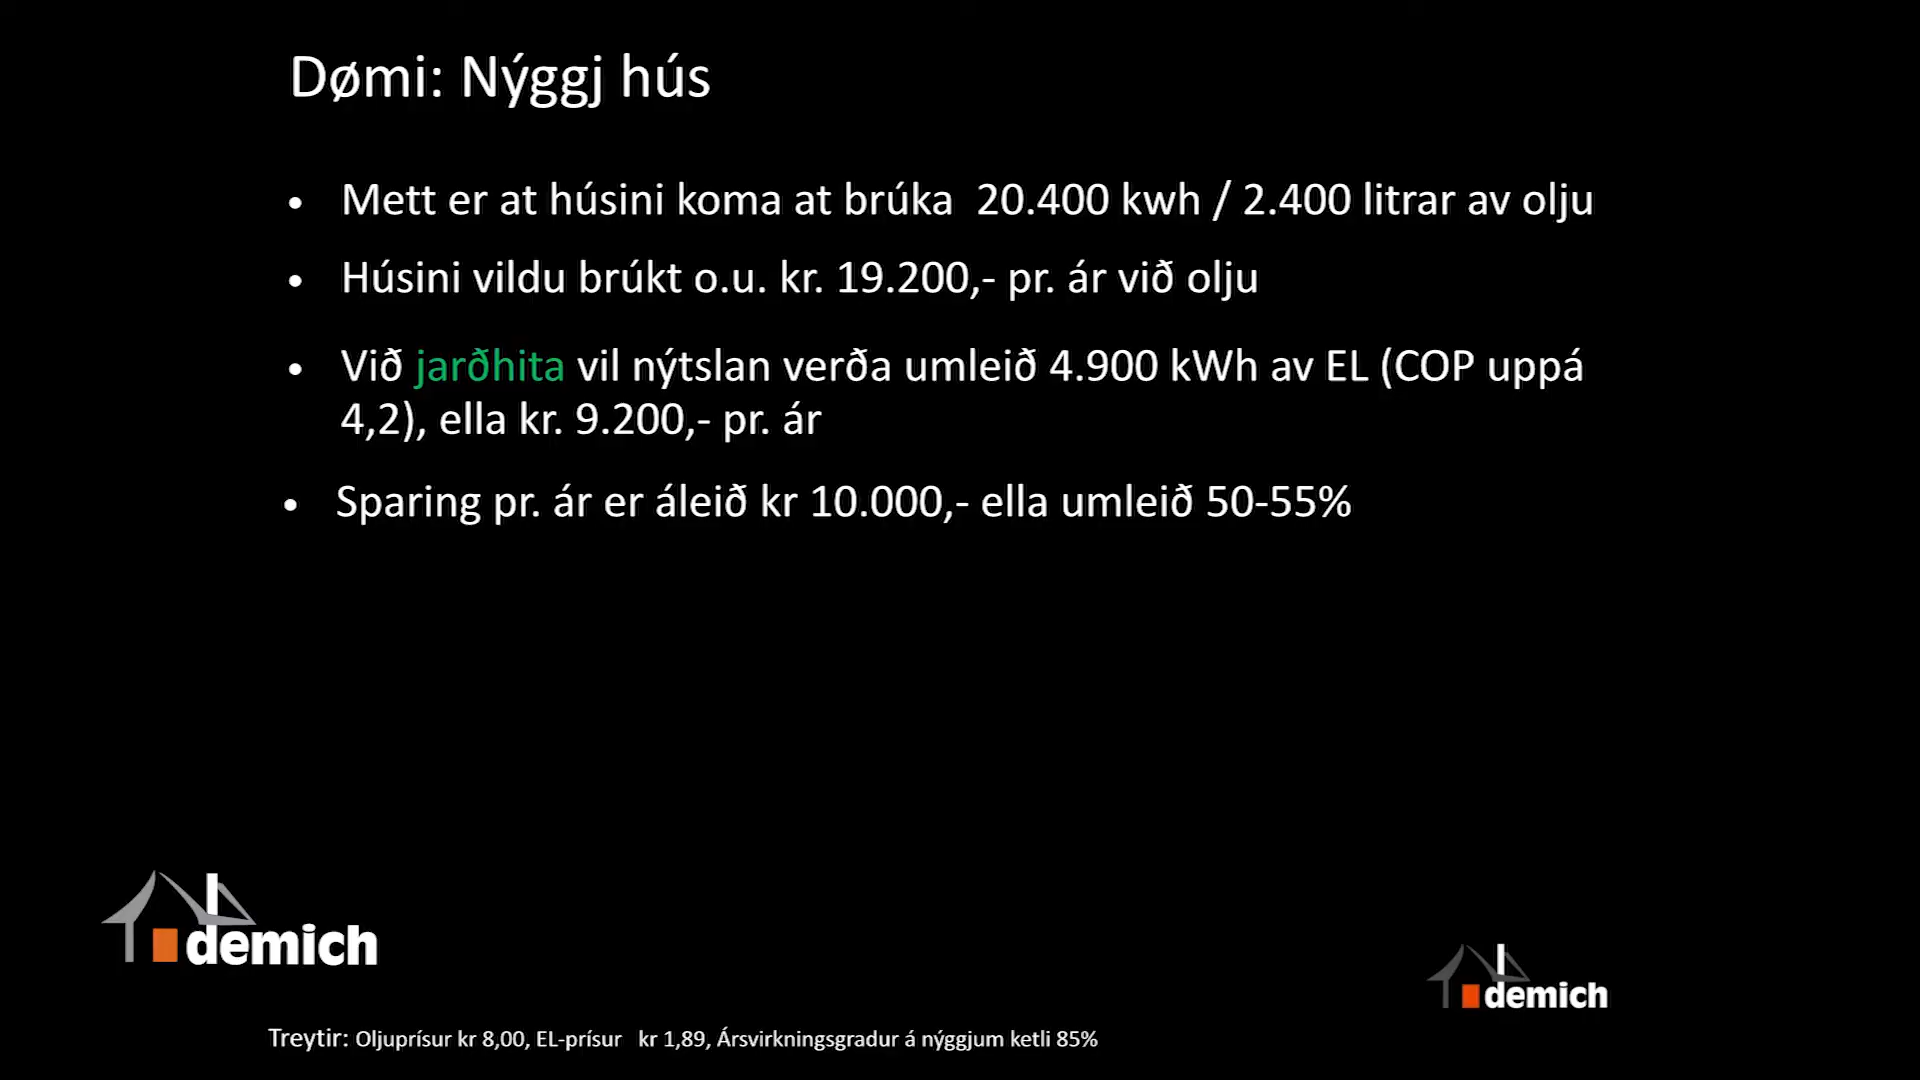 Dømi: Nýggj hús
• Mett er at húsini koma at brúka 20.400 kwh / 2.400 litrar av olju
• Húsini vildu brúkt o.u. kr. 19.200,- pr. ár við olju
• Við jarðhita vil nýtslan verða umleið 4.900 kWh av EL (COP uppá
4,2), ella kr. 9.200,- pr. ár
• Sparing pr. ár er áleið kr 10.000,- ella umleið 50-55%
demich
demich
Treytir: Oljuprísur kr 8,00, EL-prísur kr 1,89, Ársvirkningsgradur á nýggjum ketli 85%